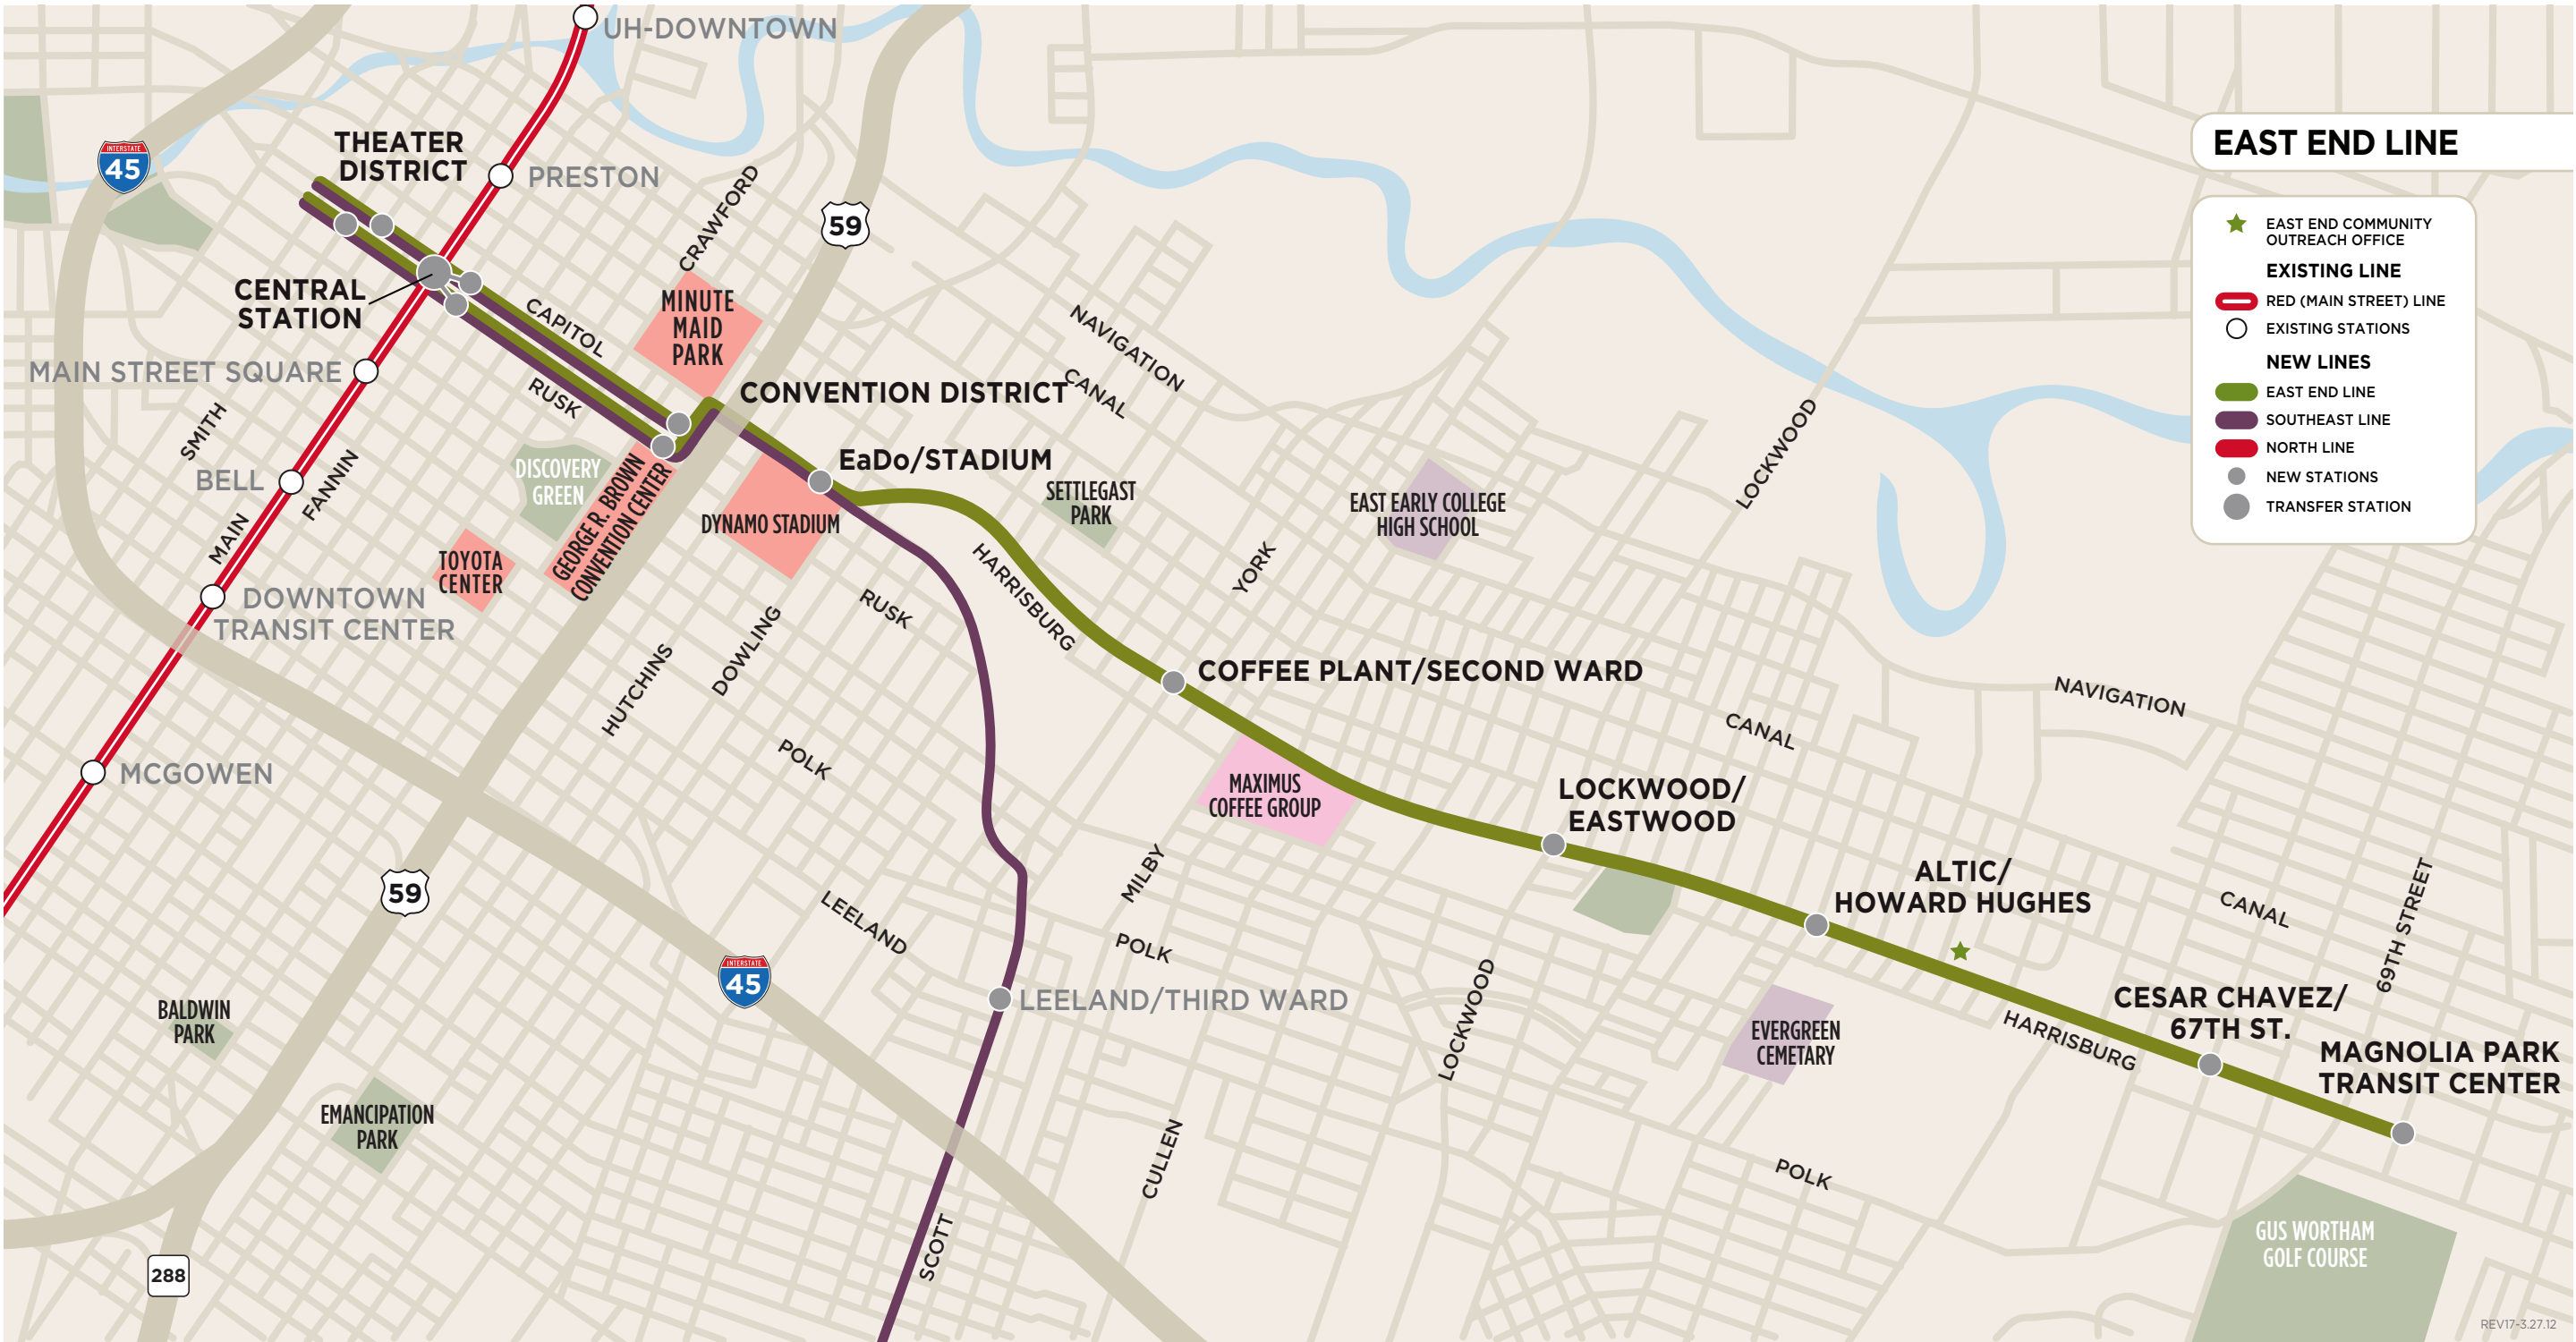 UH-DOWNTOWN
THEATER
DISTRICT
INTERSTATE
45
PRESTON
CRAWFORD
59
CENTRAL
STATION
CAPITOL
MINUTE
MAID
PARK
MAIN STREET SQUARE
RUSK
CONVENTION DISTRICT
NAVIGATION
CANAL
SMITH
BELL
FANNIN
MAIN
DISCOVERY
GREEN
GEORGE R. BROWN
CONVENTION CENTER
EaDo/STADIUM
DYNAMO STADIUM
SETTLEGAST
PARK
EAST EARLY COLLEGE
HIGH SCHOOL
LOCKWOOD
TOYOTA
CENTER
DOWNTOWN
TRANSIT CENTER
HARRISBURG
YORK
RUSK
DOWLING
HUTCHINS
COFFEE PLANT/SECOND WARD
NAVIGATION
CANAL
POLK
MCGOWEN
MAXIMUS
COFFEE GROUP
LOCKWOOD/
EASTWOOD
59
MILBY
LEELAND
ALTIC/
HOWARD HUGHES
CANAL
69TH STREET
POLK
INTERSTATE
45
LEELAND/THIRD WARD
LOCKWOOD
BALDWIN
PARK
EVERGREEN
CEMETARY
HARRISBURG
CESAR CHAVEZ/
67TH ST.
MAGNOLIA PARK
TRANSIT CENTER
EMANCIPATION
PARK
CULLEN
POLK
SCOTT
288
GUS WORTHAM
GOLF COURSE
EAST END LINE
EAST END COMMUNITY
OUTREACH OFFICE
EXISTING LINE
RED (MAIN STREET) LINE
EXISTING STATIONS
NEW LINES
EAST END LINE
SOUTHEAST LINE
NORTH LINE
NEW STATIONS
TRANSFER STATION
REV17-3.27.12